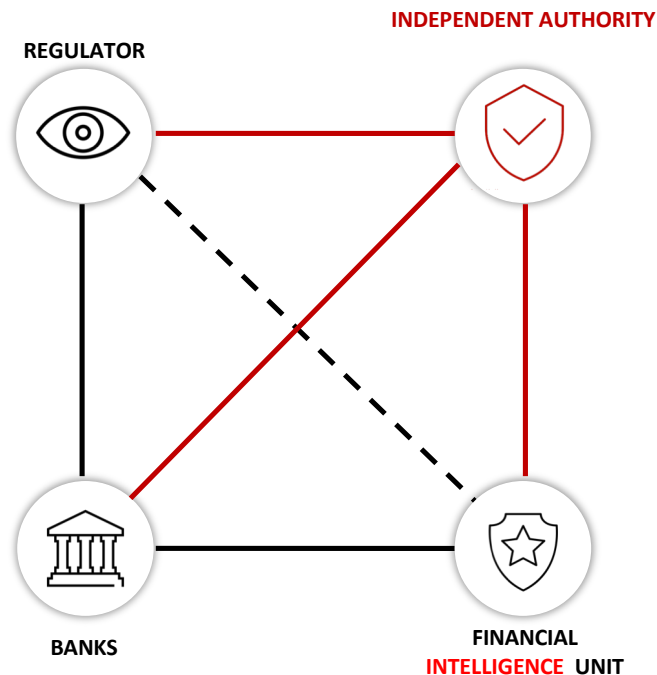 INDEPENDENT AUTHORITY
REGULATOR
BANKS
FINANCIAL
INTELLIGENCE UNIT